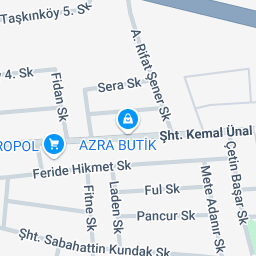 Taşkınköy 5. Sk
A. Rifat Şener Sk
4. Sk
Fidan Sk
Sera Sk
ROPOL
AZRA BUTİK
Şht. Kemal Ünal
Feride Hikmet Sk
Çetin Başar Sk
Fitne Sk
Laden Sk
Ful Sk
Mate Adanır Sk
Pancur Sk
Şht. Sabahattin Kundak Sk